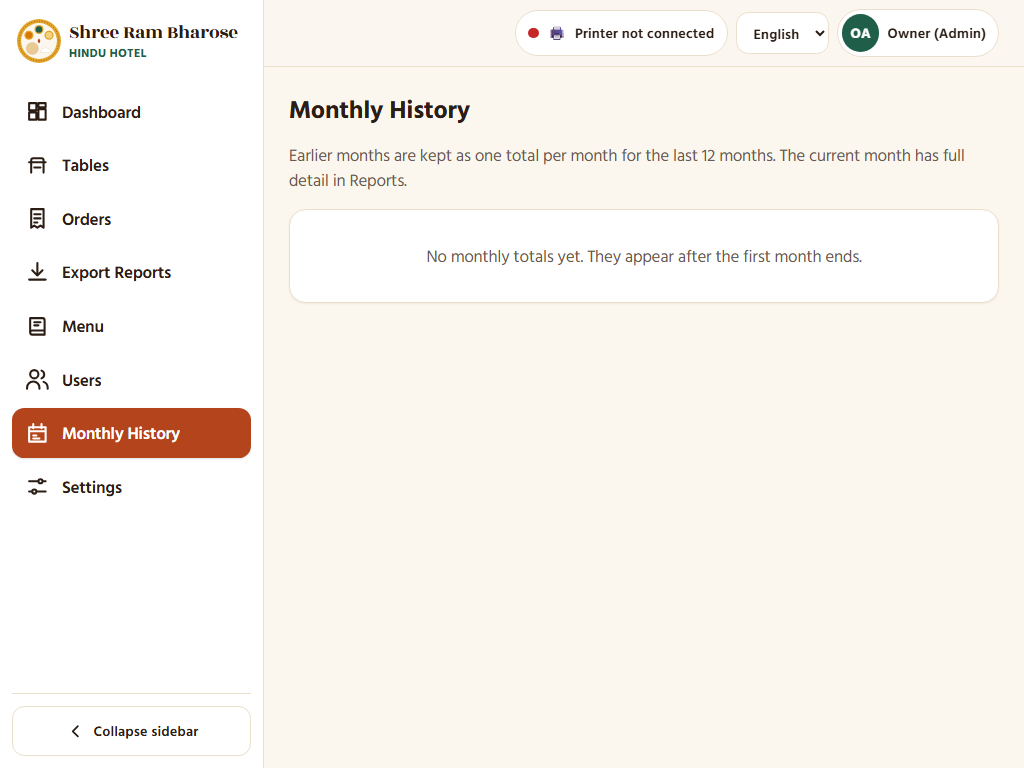 Shree Ram Bharose
HINDU HOTEL
Printer not connected
English
OA
Owner (Admin)
Dashboard
Tables
Orders
Export Reports
Menu
Users
Monthly History
Settings
Collapse sidebar
Monthly History
Earlier months are kept as one total per month for the last 12 months. The current month has full
detail in Reports.
No monthly totals yet. They appear after the first month ends.